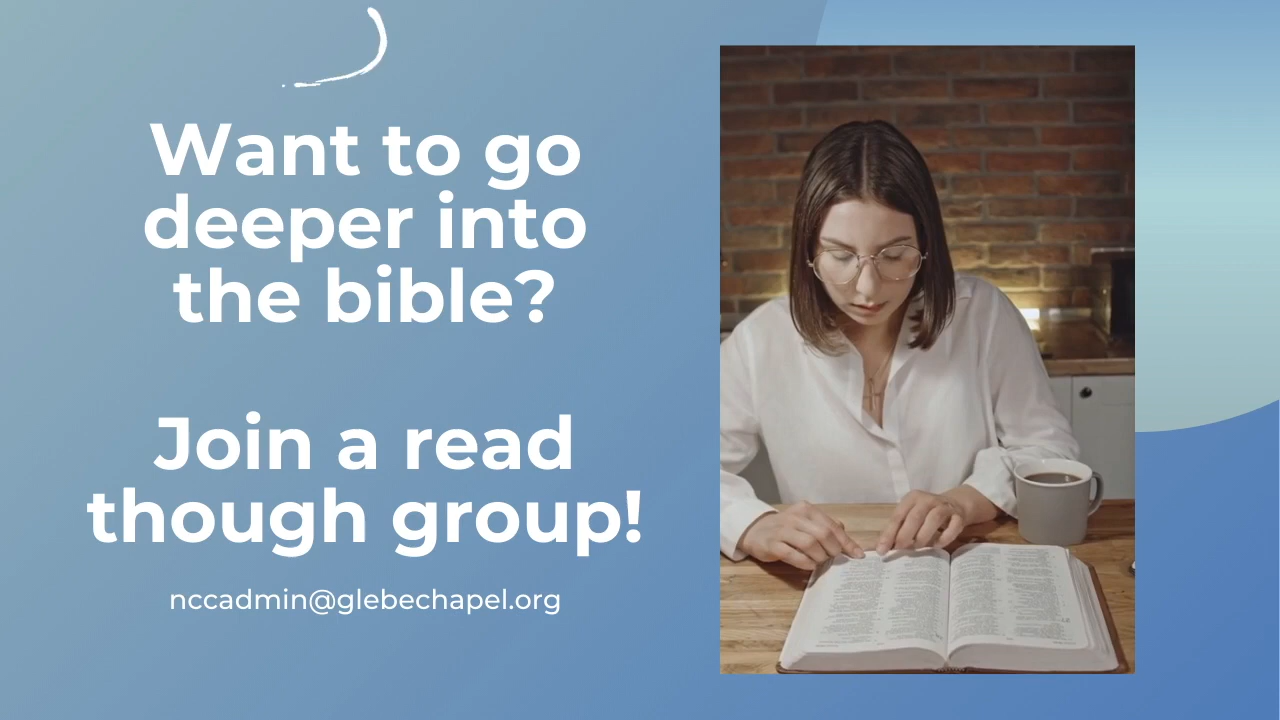 Want to go
deeper into
the bible?
Join a read
though group!
nccadmin@glebechapel.org